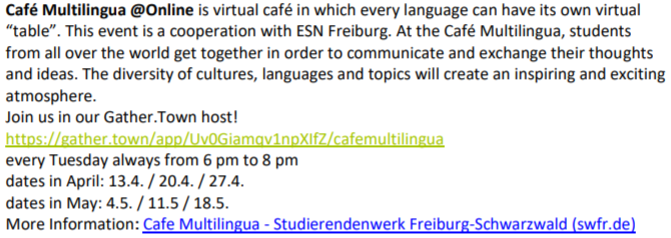 Café Multilingua @Online is virtual café in which every language can have its own virtual
“table”. This event is a cooperation with ESN Freiburg. At the Café Multilingua, students
from all over the world get together in order to communicate and exchange their thoughts
and ideas. The diversity of cultures, languages and topics will create an inspiring and exciting
atmosphere.
Join us in our Gather.Town host!
https://gather.town/app/Uv0Giamqv1npXIfZ/cafemultilingua
every Tuesday always from 6 pm to 8 pm
dates in April: 13.4. / 20.4. / 27.4.
dates in May: 4.5. / 11.5 / 18.5.
More Information: Cafe Multilingua - Studierendenwerk Freiburg-Schwarzwald (swfr.de)